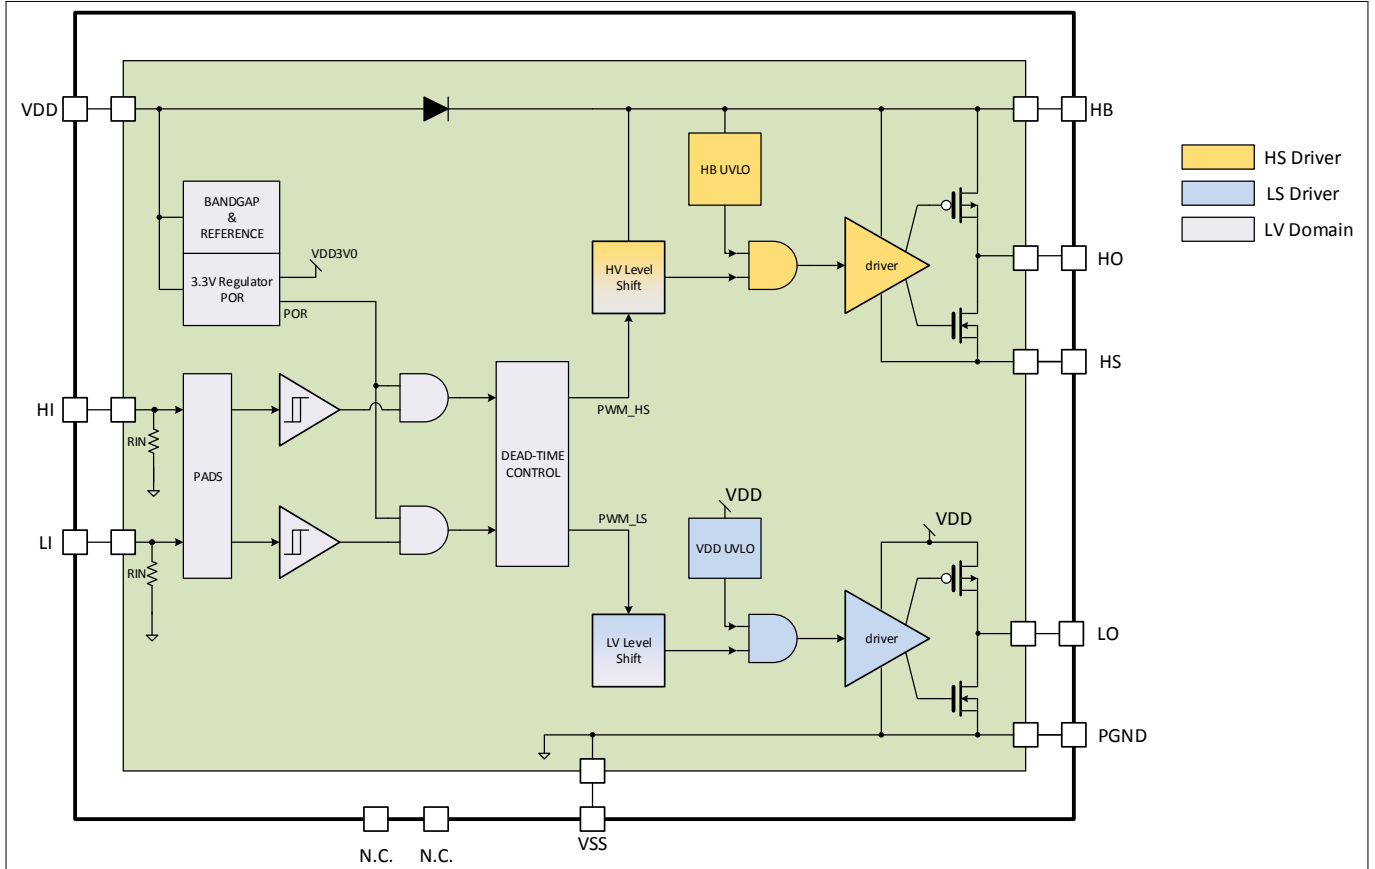 VDD
HB
HB UVLO
HS Driver
LS Driver
LV Domain
BANDGAP
&
REFERENCE
VDD3V0
3.3V Regulator
POR
POR
HV Level
Shift
driver
HO
HS
HI
RIN
PADS
PWM_HS
DEAD-TIME
CONTROL
LI
RIN
PWM_LS
VDD
VDD UVLO
VDD
LV Level
Shift
driver
LO
PGND
VSS
N.C.
N.C.